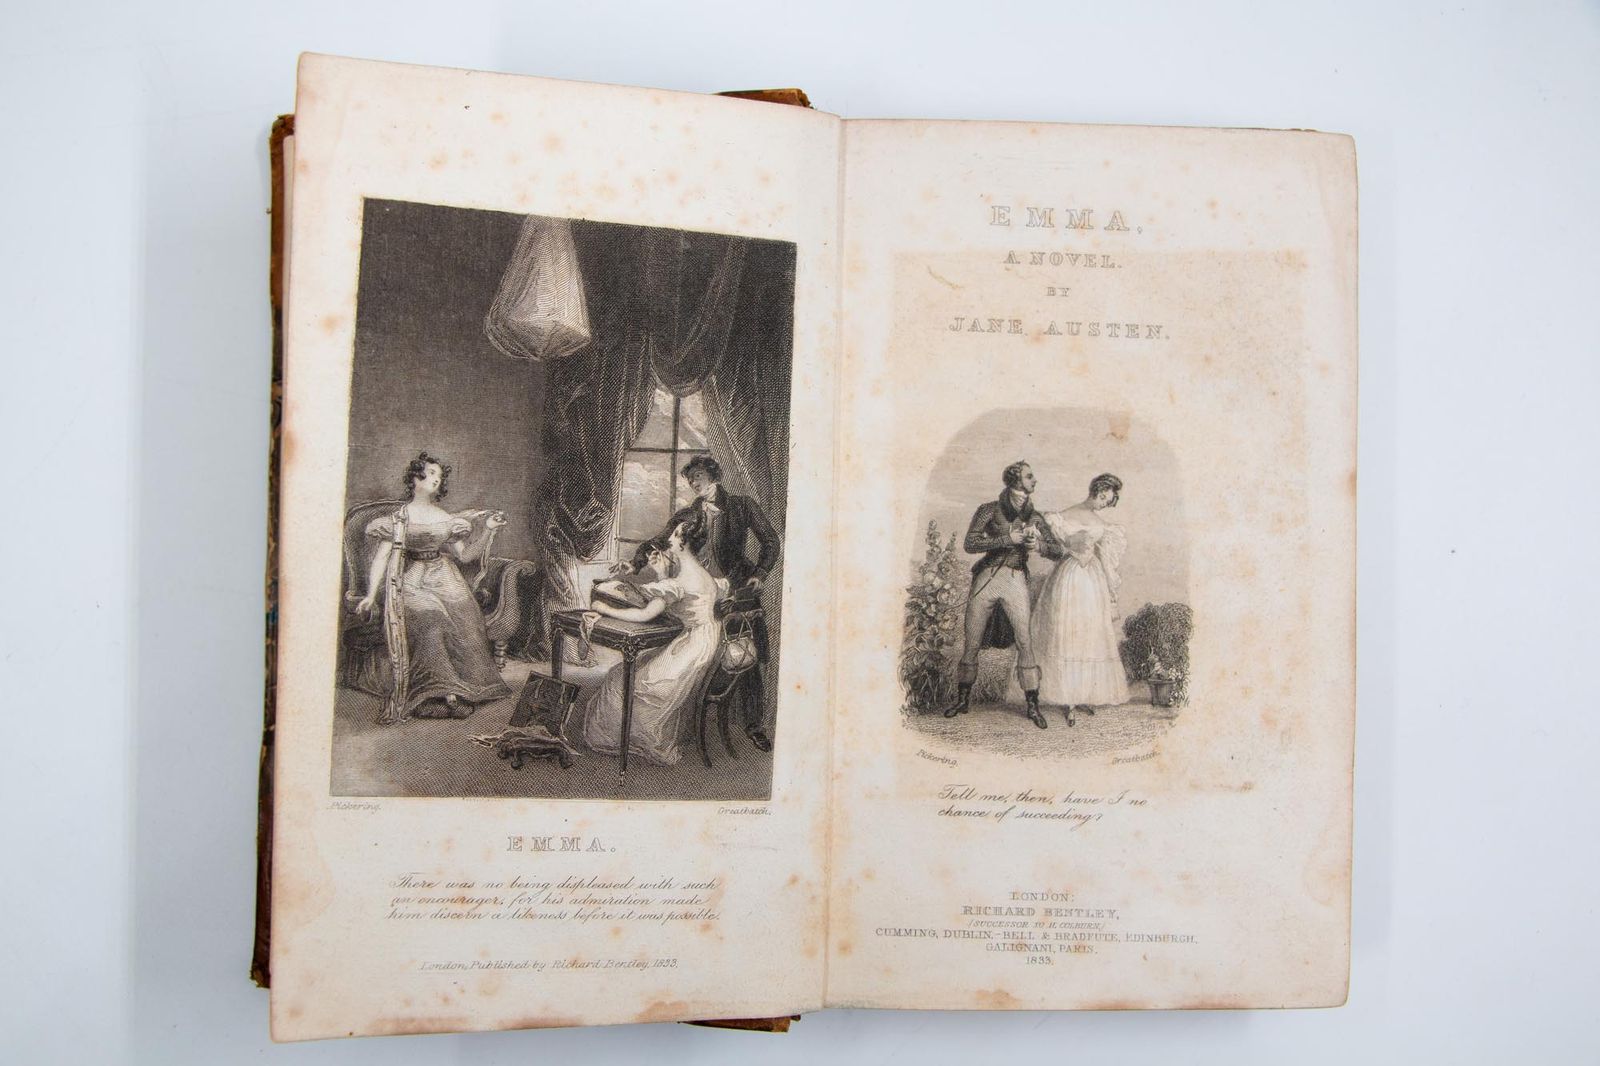 Pickering.
Greatbatch.
EMMA.
There was no being displeased with such
an encourager, for his admiration made
him discern a likeness before it was possible.
London, Published by Richard Bentley, 1833.
EMMA,
A NOVEL.
BY
JANE AUSTEN.
Pickering.
Greatbatch.
Tell me, then, have I no
chance of succeeding?
LONDON:
RICHARD BENTLEY,
(SUCCESSOR TO H. COLBURN,)
CUMMING, DUBLIN,–BELL & BRADFUTE, EDINBURGH,
GALIGNANI, PARIS.
1833.